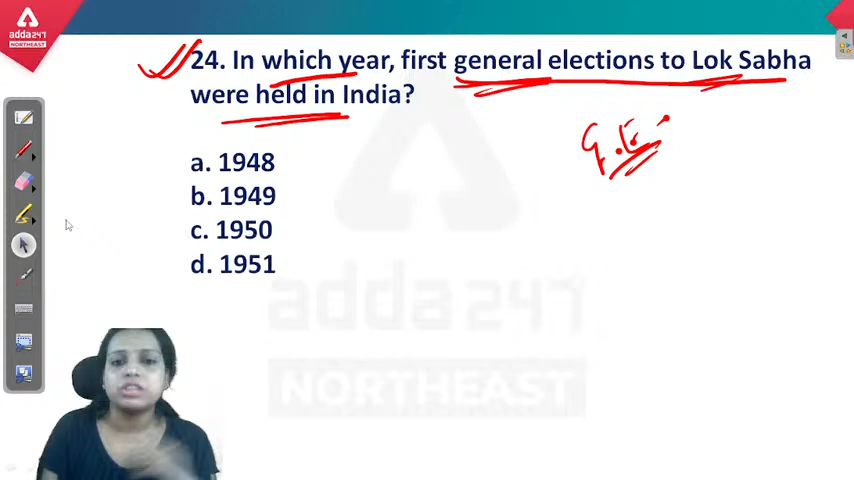 adda247
NORTHEAST
24. In which year, first general elections to Lok Sabha
were held in India?
G.E.
a. 1948
b. 1949
c. 1950
d. 1951
adda247
NORTHEAST